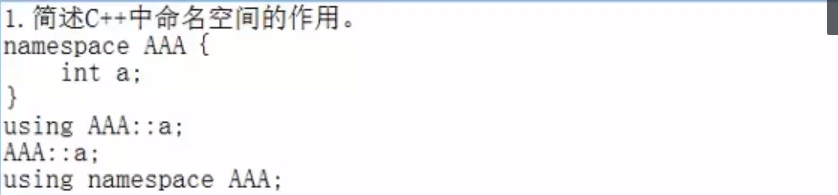 1. 简述C++中命名空间的作用。
namespace AAA {
    int a;
}
using AAA::a;
AAA::a;
using namespace AAA;